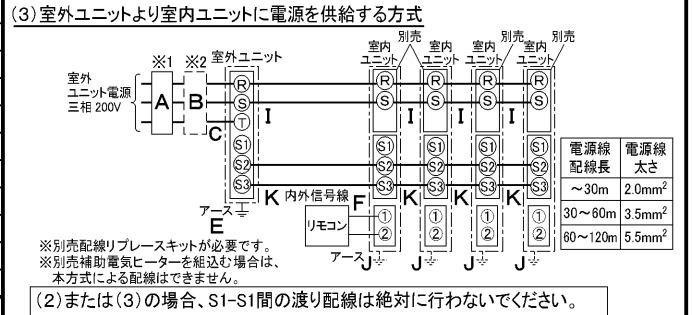 (3)室外ユニットより室内ユニットに電源を供給する方式
※1 ※2 室外ユニット
室内ユニット 別売 室内ユニット 室内ユニット 別売 室内ユニット 別売
室外
ユニット電源
三相200V
A B C
R
S
T
S1
S2
S3
I
R R R R
S S S S
I I I
S1 S1 S1 S1
S2 S2 S2 S2
S3 S3 S3 S3
K 内外信号線 F K K K
リモコン
① ① ① ①
② ② ② ②
アース
E
アース J J J J
電源線配線長 電源線太さ
~30m 2.0mm²
30~60m 3.5mm²
60~120m 5.5mm²
※別売配線リプレースキットが必要です。
※別売補助電気ヒーターを組込む場合は、
本方式による配線はできません。
(2)または(3)の場合、S1-S1間の渡り配線は絶対に行わないでください。